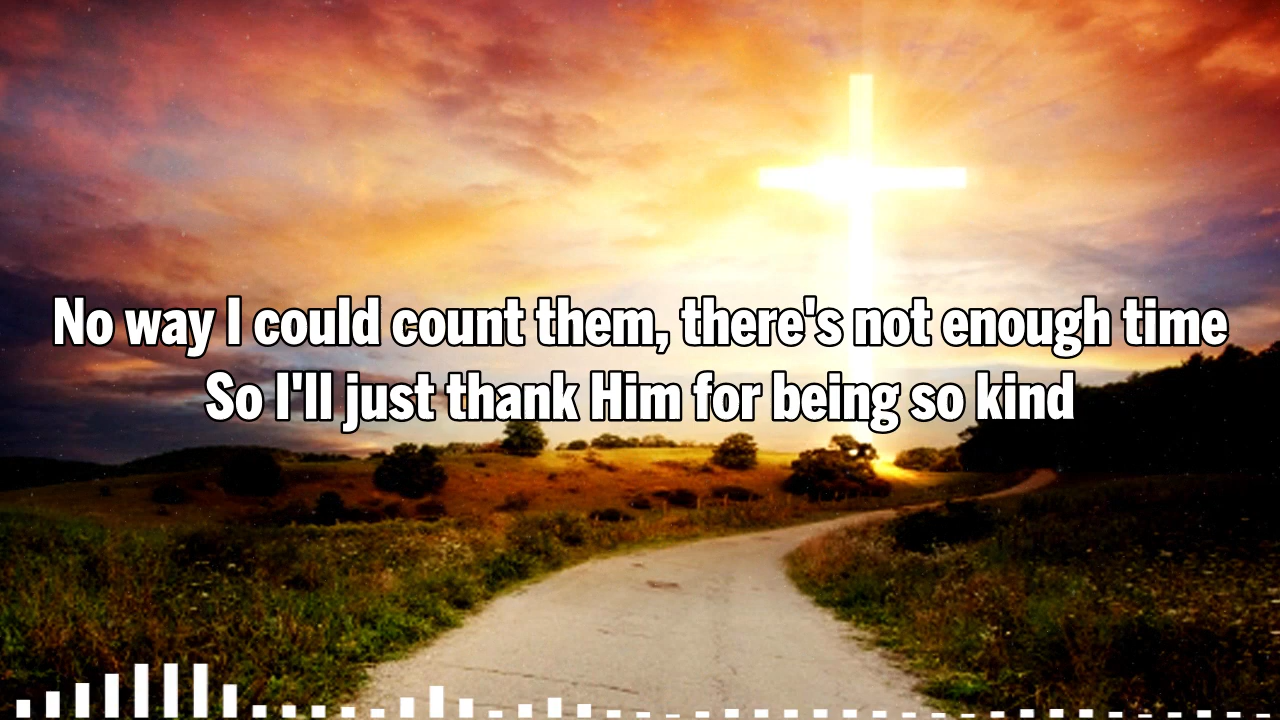 No way I could count them, there's not enough time
So I'll just thank Him for being so kind